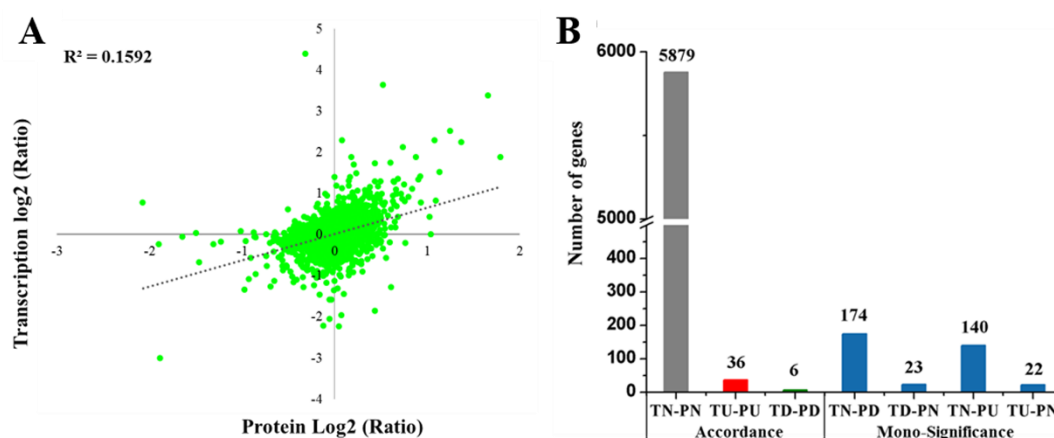 A
R² = 0.1592
Transcription log2 (Ratio)
5
4
3
2
1
0
-1
-2
-3
-4
-3 -2 -1 0 1 2
Protein Log2 (Ratio)
B
Number of genes
6000
5000
400
300
200
100
0
5879
36
6
174
23
140
22
TN-PN TU-PU TD-PD TN-PD TD-PN TN-PU TU-PN
Accordance Mono-Significance